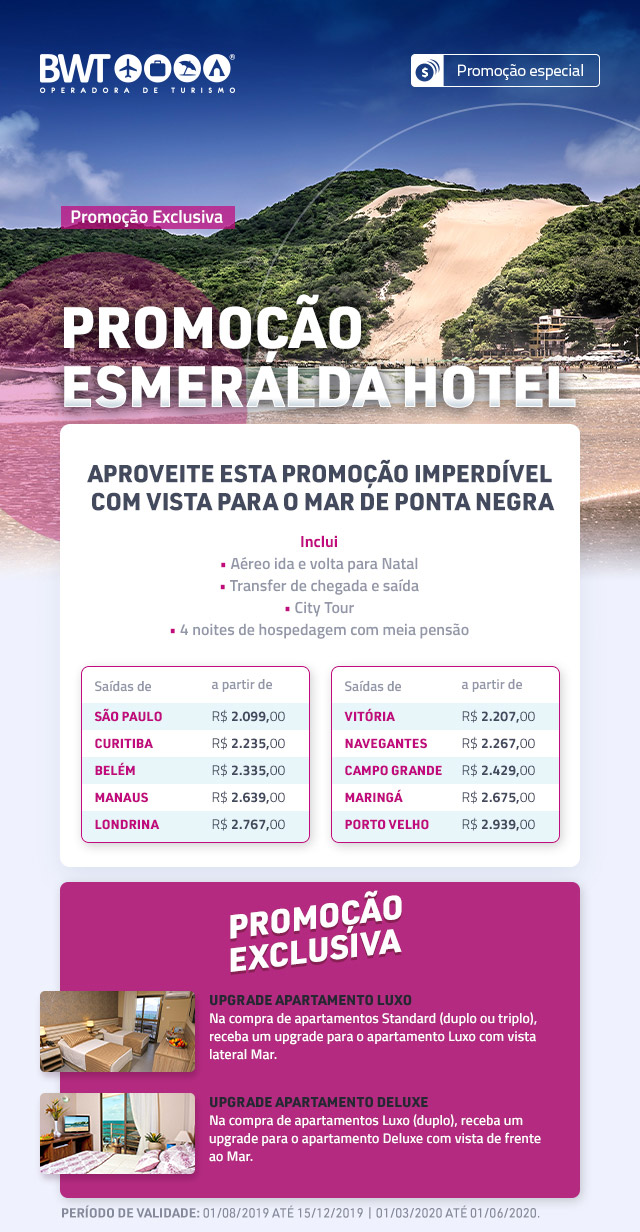 BWT
OPERADORA DE TURISMO
Promoção especial
Promoção Exclusiva
PROMOÇÃO
ESMERALDA HOTEL
APROVEITE ESTA PROMOÇÃO IMPERDÍVEL
COM VISTA PARA O MAR DE PONTA NEGRA
Inclui
▪ Aéreo ida e volta para Natal
▪ Transfer de chegada e saída
▪ City Tour
▪ 4 noites de hospedagem com meia pensão
Saídas de a partir de
SÃO PAULO R$ 2.099,00
CURITIBA R$ 2.235,00
BELÉM R$ 2.335,00
MANAUS R$ 2.639,00
LONDRINA R$ 2.767,00
Saídas de a partir de
VITÓRIA R$ 2.207,00
NAVEGANTES R$ 2.267,00
CAMPO GRANDE R$ 2.429,00
MARINGÁ R$ 2.675,00
PORTO VELHO R$ 2.939,00
PROMOÇÃO
EXCLUSIVA
UPGRADE APARTAMENTO LUXO
Na compra de apartamentos Standard (duplo ou triplo),
receba um upgrade para o apartamento Luxo com vista
lateral Mar.
UPGRADE APARTAMENTO DELUXE
Na compra de apartamentos Luxo (duplo), receba um
upgrade para o apartamento Deluxe com vista de frente
ao Mar.
PERÍODO DE VALIDADE: 01/08/2019 ATÉ 15/12/2019 | 01/03/2020 ATÉ 01/06/2020.